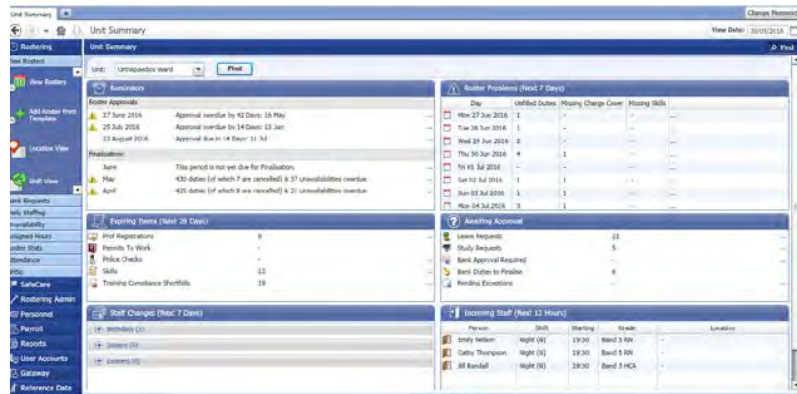 Unit Summary
Change Password
Unit Summary
View Date: 30/05/2016
Rostering
Unit Summary
Find
View Rosters
Unit: Orthopaedics Ward Find
View Rosters
Add Roster from Template
Location View
Shift View
Bank Requests
Daily Staffing
Unavailability
Assigned Hours
Roster Stats
Attendance
SafeCare
Rostering Admin
Personnel
Payroll
Reports
User Accounts
Gateway
Reference Data
Reminders
Roster Approvals
27 June 2016 Approval overdue by 42 Days: 16 May
25 July 2016 Approval overdue by 14 Days: 13 Jun
22 August 2016 Approval due in 14 Days: 11 Jul
Finalisation
June This period is not yet due for Finalisation.
May 430 duties (of which 7 are cancelled) & 37 unavailabilities overdue.
April 425 duties (of which 8 are cancelled) & 27 unavailabilities overdue.
Roster Problems (Next 7 Days)
Day Unfilled Duties Missing Charge Cover Missing Skills
Mon 27 Jun 2016 1 - -
Tue 28 Jun 2016 1 - -
Wed 29 Jun 2016 2 - -
Thu 30 Jun 2016 4 1 -
Fri 01 Jul 2016 - - -
Sat 02 Jul 2016 1 1
Sun 03 Jul 2016 1 1 -
Mon 04 Jul 2016 3 1 -
Expiring Items (Next 28 Days)
Prof Registrations 6
Permits To Work -
Police Checks -
Skills 12
Training Compliance Shortfalls 19
Awaiting Approval
Leave Requests 21
Study Requests 5
Bank Approval Required -
Bank Duties to Finalise 6
Pending Exceptions -
Staff Changes (Next 7 Days)
Birthdays (1)
Joiners (0)
Leavers (0)
Incoming Staff (Next 12 Hours)
Person Shift Starting Grade Location
Emily Nelson Night (N) 19:30 Band 5 RN -
Cathy Thompson Night (N) 19:30 Band 5 RN -
Jill Randall Night (N) 19:30 Band 3 HCA -